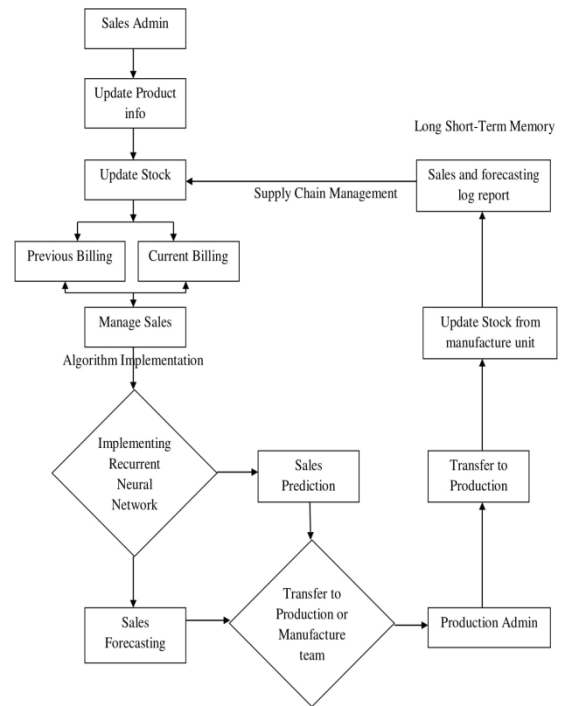 Sales Admin
Update Product
info
Long Short-Term Memory
Update Stock
Supply Chain Management
Sales and forecasting
log report
Previous Billing
Current Billing
Manage Sales
Update Stock from
manufacture unit
Algorithm Implementation
Implementing
Recurrent
Neural
Network
Sales
Prediction
Transfer to
Production
Sales
Forecasting
Transfer to
Production or
Manufacture
team
Production Admin